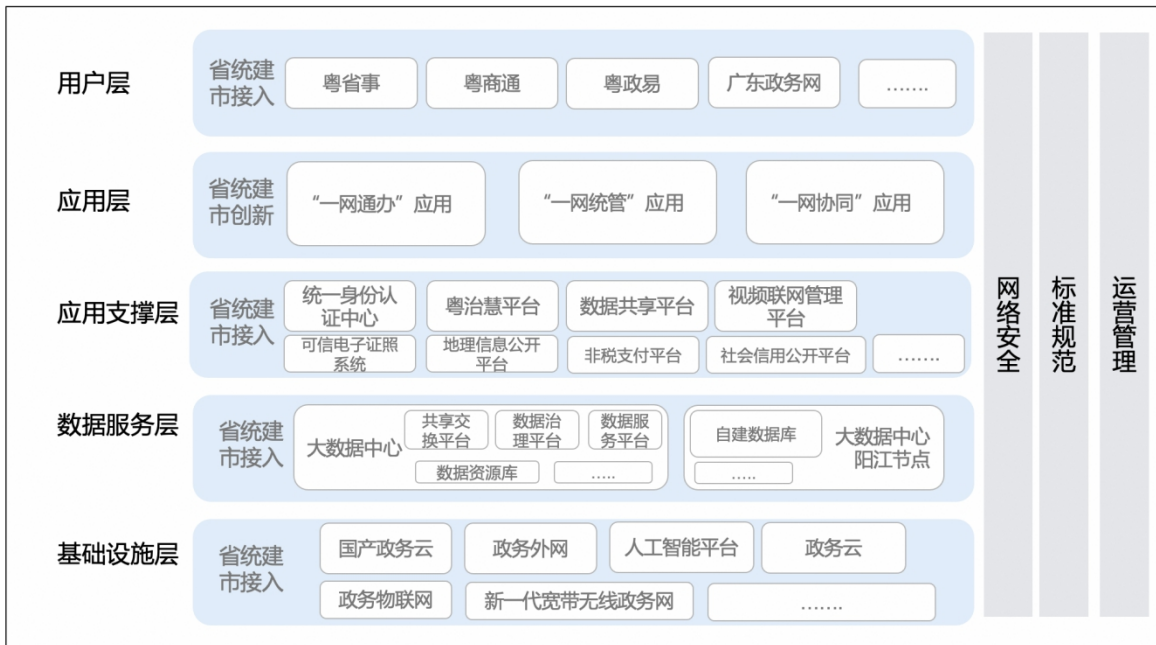 用户层
省统建
市接入
粤省事
粤商通
粤政易
广东政务网
.......
应用层
省统建
市创新
“一网通办”应用
“一网统管”应用
“一网协同”应用
应用支撑层
省统建
市接入
统一身份认
证中心
粤治慧平台
数据共享平台
视频联网管理
平台
可信电子证照
系统
地理信息公开
平台
非税支付平台
社会信用公开平台
.......
数据服务层
省统建
市接入
大数据中心
共享交
换平台
数据治
理平台
数据服
务平台
数据资源库
.....
自建数据库
.....
大数据中心
阳江节点
基础设施层
省统建
市接入
国产政务云
政务外网
人工智能平台
政务云
政务物联网
新一代宽带无线政务网
.......
网络安全
标准规范
运营管理